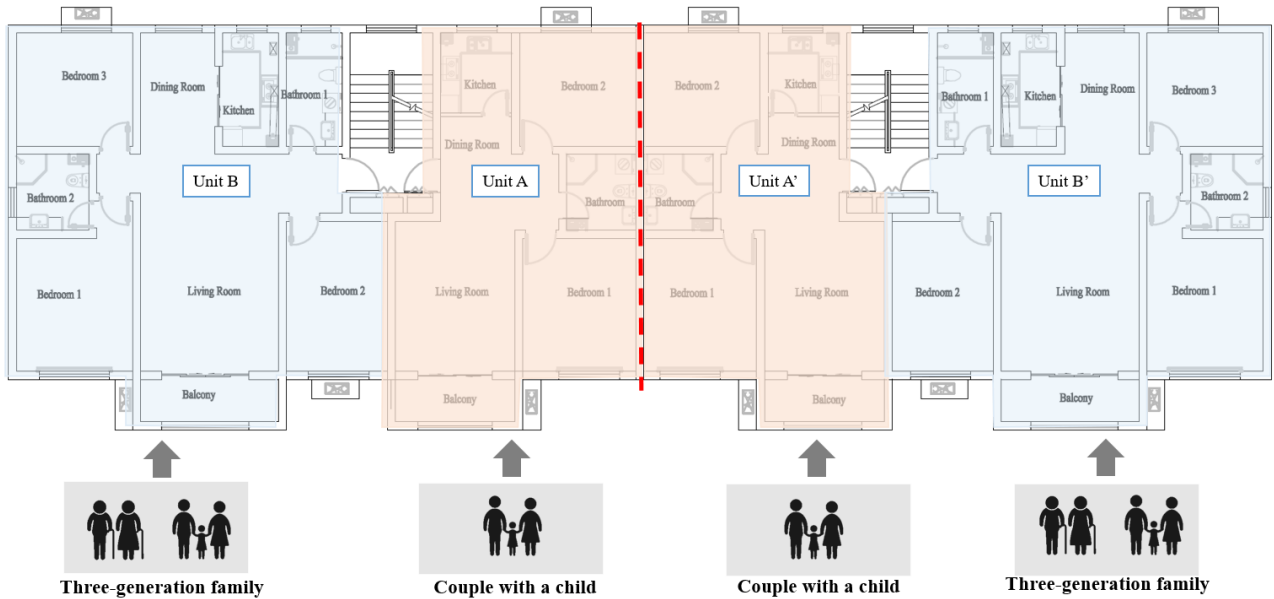 Bedroom 3
Dining Room
Kitchen
Bathroom 1
Unit B
Bathroom 2
Bedroom 1
Living Room
Bedroom 2
Balcony
Kitchen
Bedroom 2
Dining Room
Unit A
Bathroom
Living Room
Bedroom 1
Balcony
Bedroom 2
Kitchen
Dining Room
Unit A’
Bathroom
Bedroom 1
Living Room
Balcony
Bathroom 1
Kitchen
Dining Room
Bedroom 3
Unit B’
Bathroom 2
Bedroom 2
Living Room
Bedroom 1
Balcony
Three-generation family
Couple with a child
Couple with a child
Three-generation family